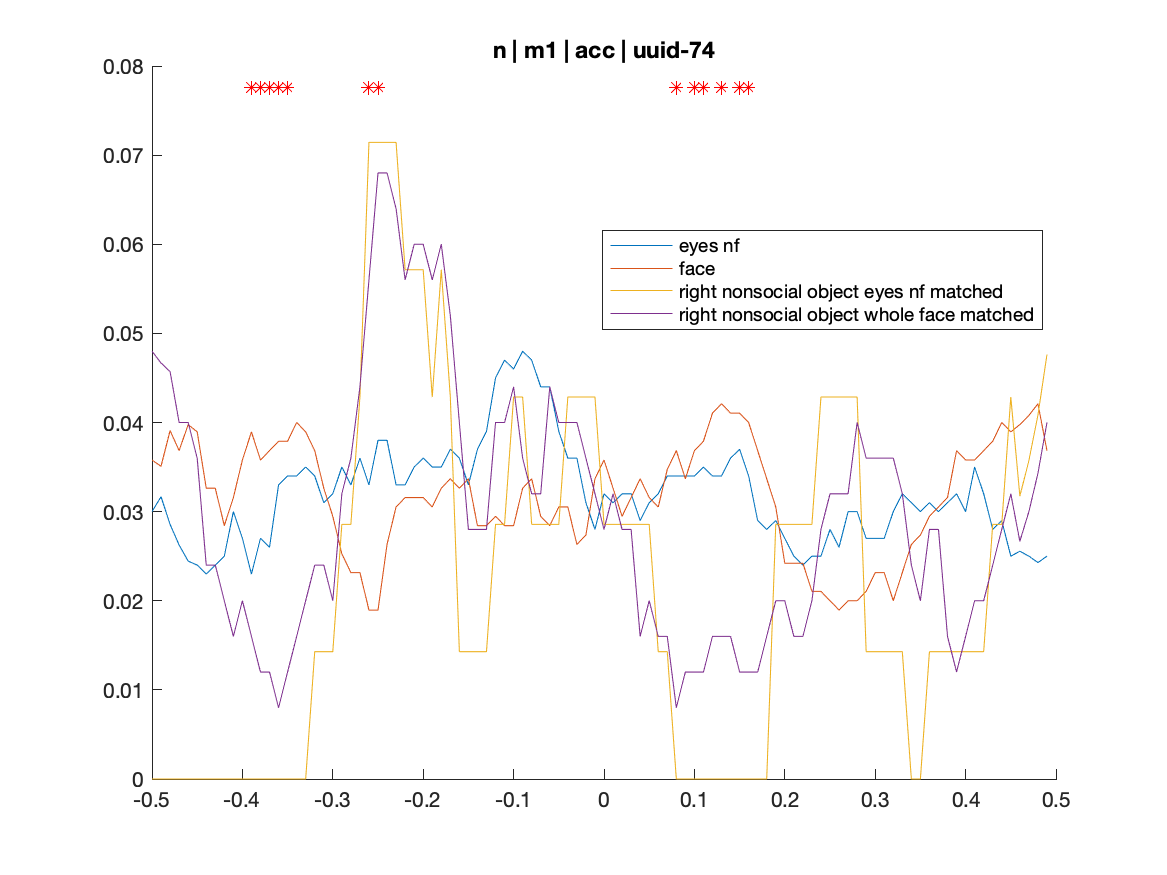 n | m1 | acc | uuid-74
0.08
0.07
0.06
0.05
0.04
0.03
0.02
0.01
0
eyes nf
face
right nonsocial object eyes nf matched
right nonsocial object whole face matched
-0.5 -0.4 -0.3 -0.2 -0.1 0 0.1 0.2 0.3 0.4 0.5